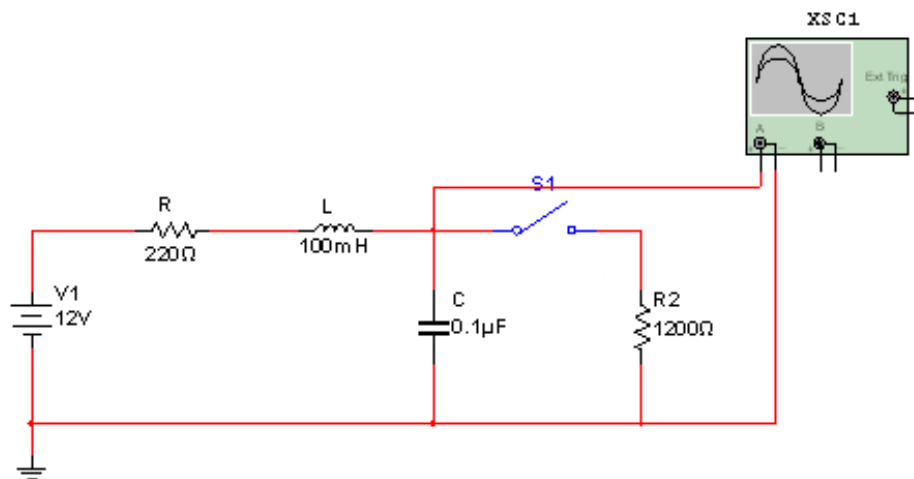 XSC1
Ext Trig
+
A
B
+
+
S1
R
L
220Ω
100mH
V1
12V
C
0.1µF
R2
1200Ω